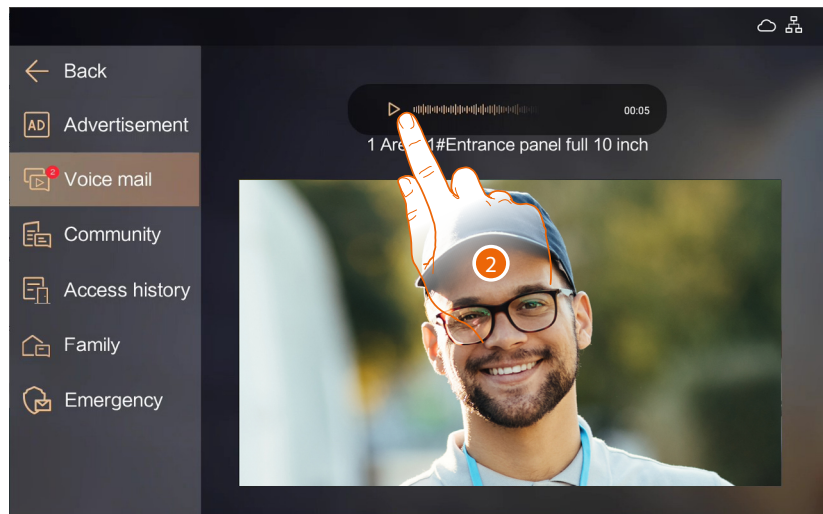 Back
AD
Advertisement
2
Voice mail
Community
Access history
Family
Emergency
00:05
1 Are 1#Entrance panel full 10 inch
2